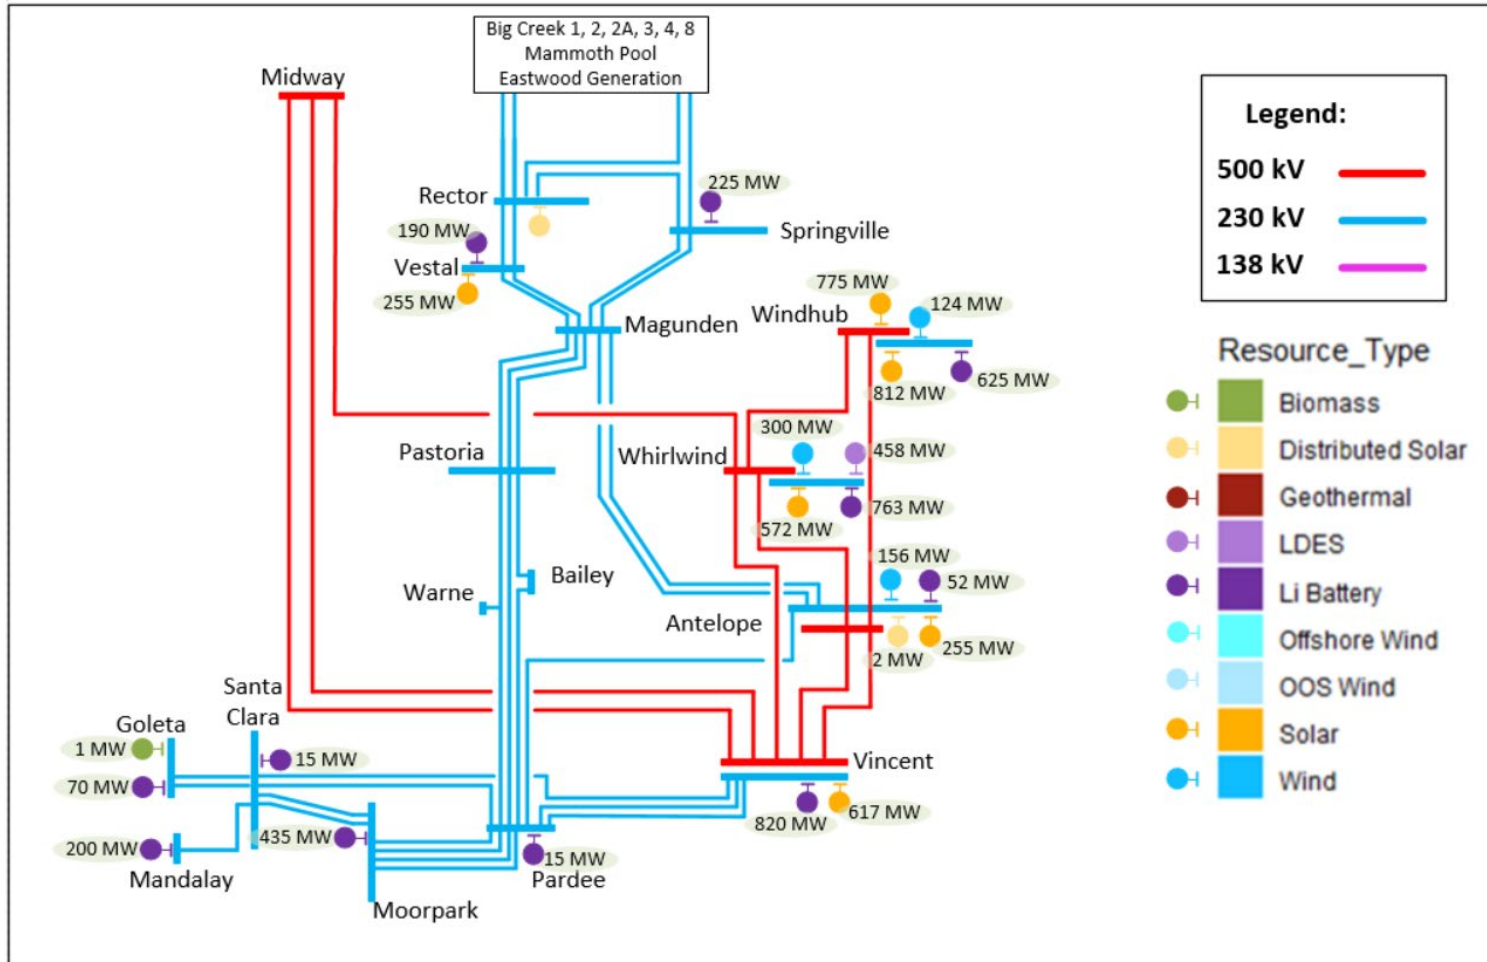 Big Creek 1, 2, 2A, 3, 4, 8
Mammoth Pool
Eastwood Generation
Midway
Legend:
500 kV
230 kV
138 kV
Rector
225 MW
190 MW
Springville
Vestal
255 MW
775 MW
124 MW
Windhub
Magunden
812 MW
625 MW
Resource_Type
Biomass
Distributed Solar
Geothermal
LDES
Li Battery
Offshore Wind
OOS Wind
Solar
Wind
300 MW
458 MW
Pastoria
Whirlwind
763 MW
572 MW
156 MW
52 MW
Bailey
Warne
Antelope
2 MW
255 MW
Santa
Clara
Goleta
1 MW
15 MW
70 MW
Vincent
820 MW
617 MW
435 MW
200 MW
15 MW
Mandalay
Pardee
Moorpark